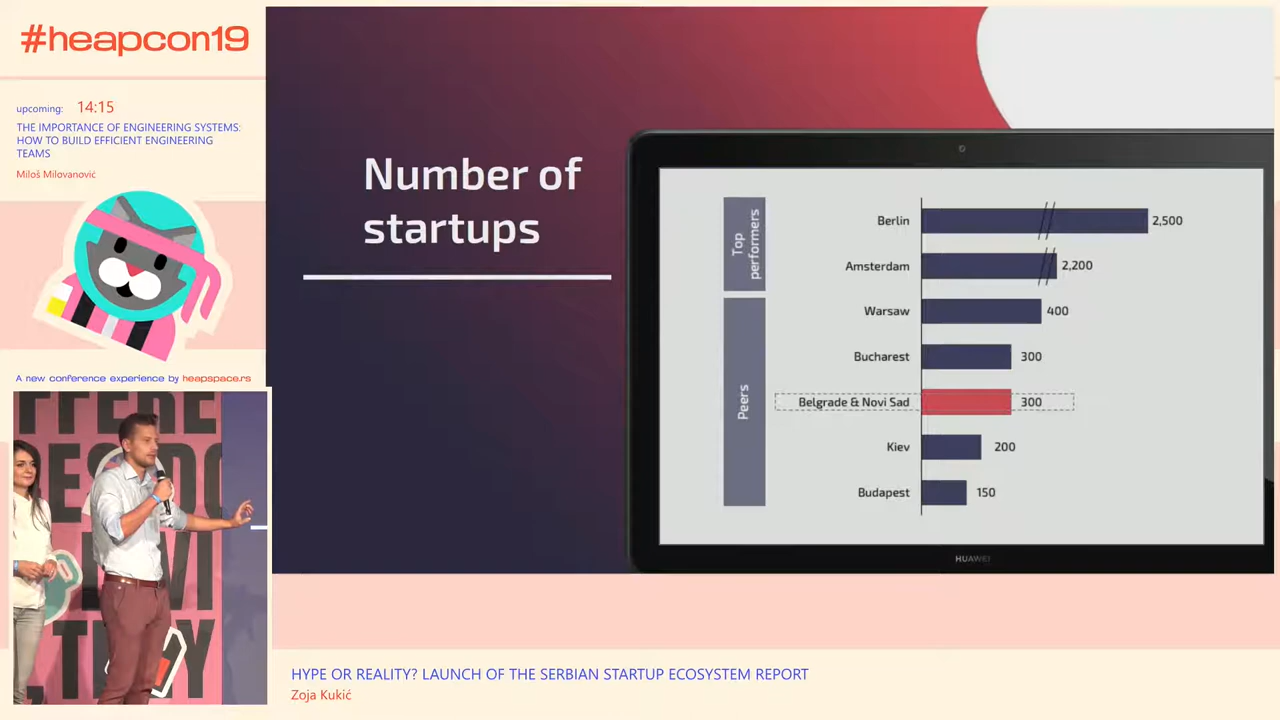 #heapcon19
upcoming: 14:15
THE IMPORTANCE OF ENGINEERING SYSTEMS:
HOW TO BUILD EFFICIENT ENGINEERING
TEAMS
Miloš Milovanović
A new conference experience by heapspace.rs
Number of
startups
Top
performers
Berlin 2,500
Amsterdam 2,200
Peers
Warsaw 400
Bucharest 300
Belgrade & Novi Sad 300
Kiev 200
Budapest 150
HUAWEI
HYPE OR REALITY? LAUNCH OF THE SERBIAN STARTUP ECOSYSTEM REPORT
Zoja Kukić